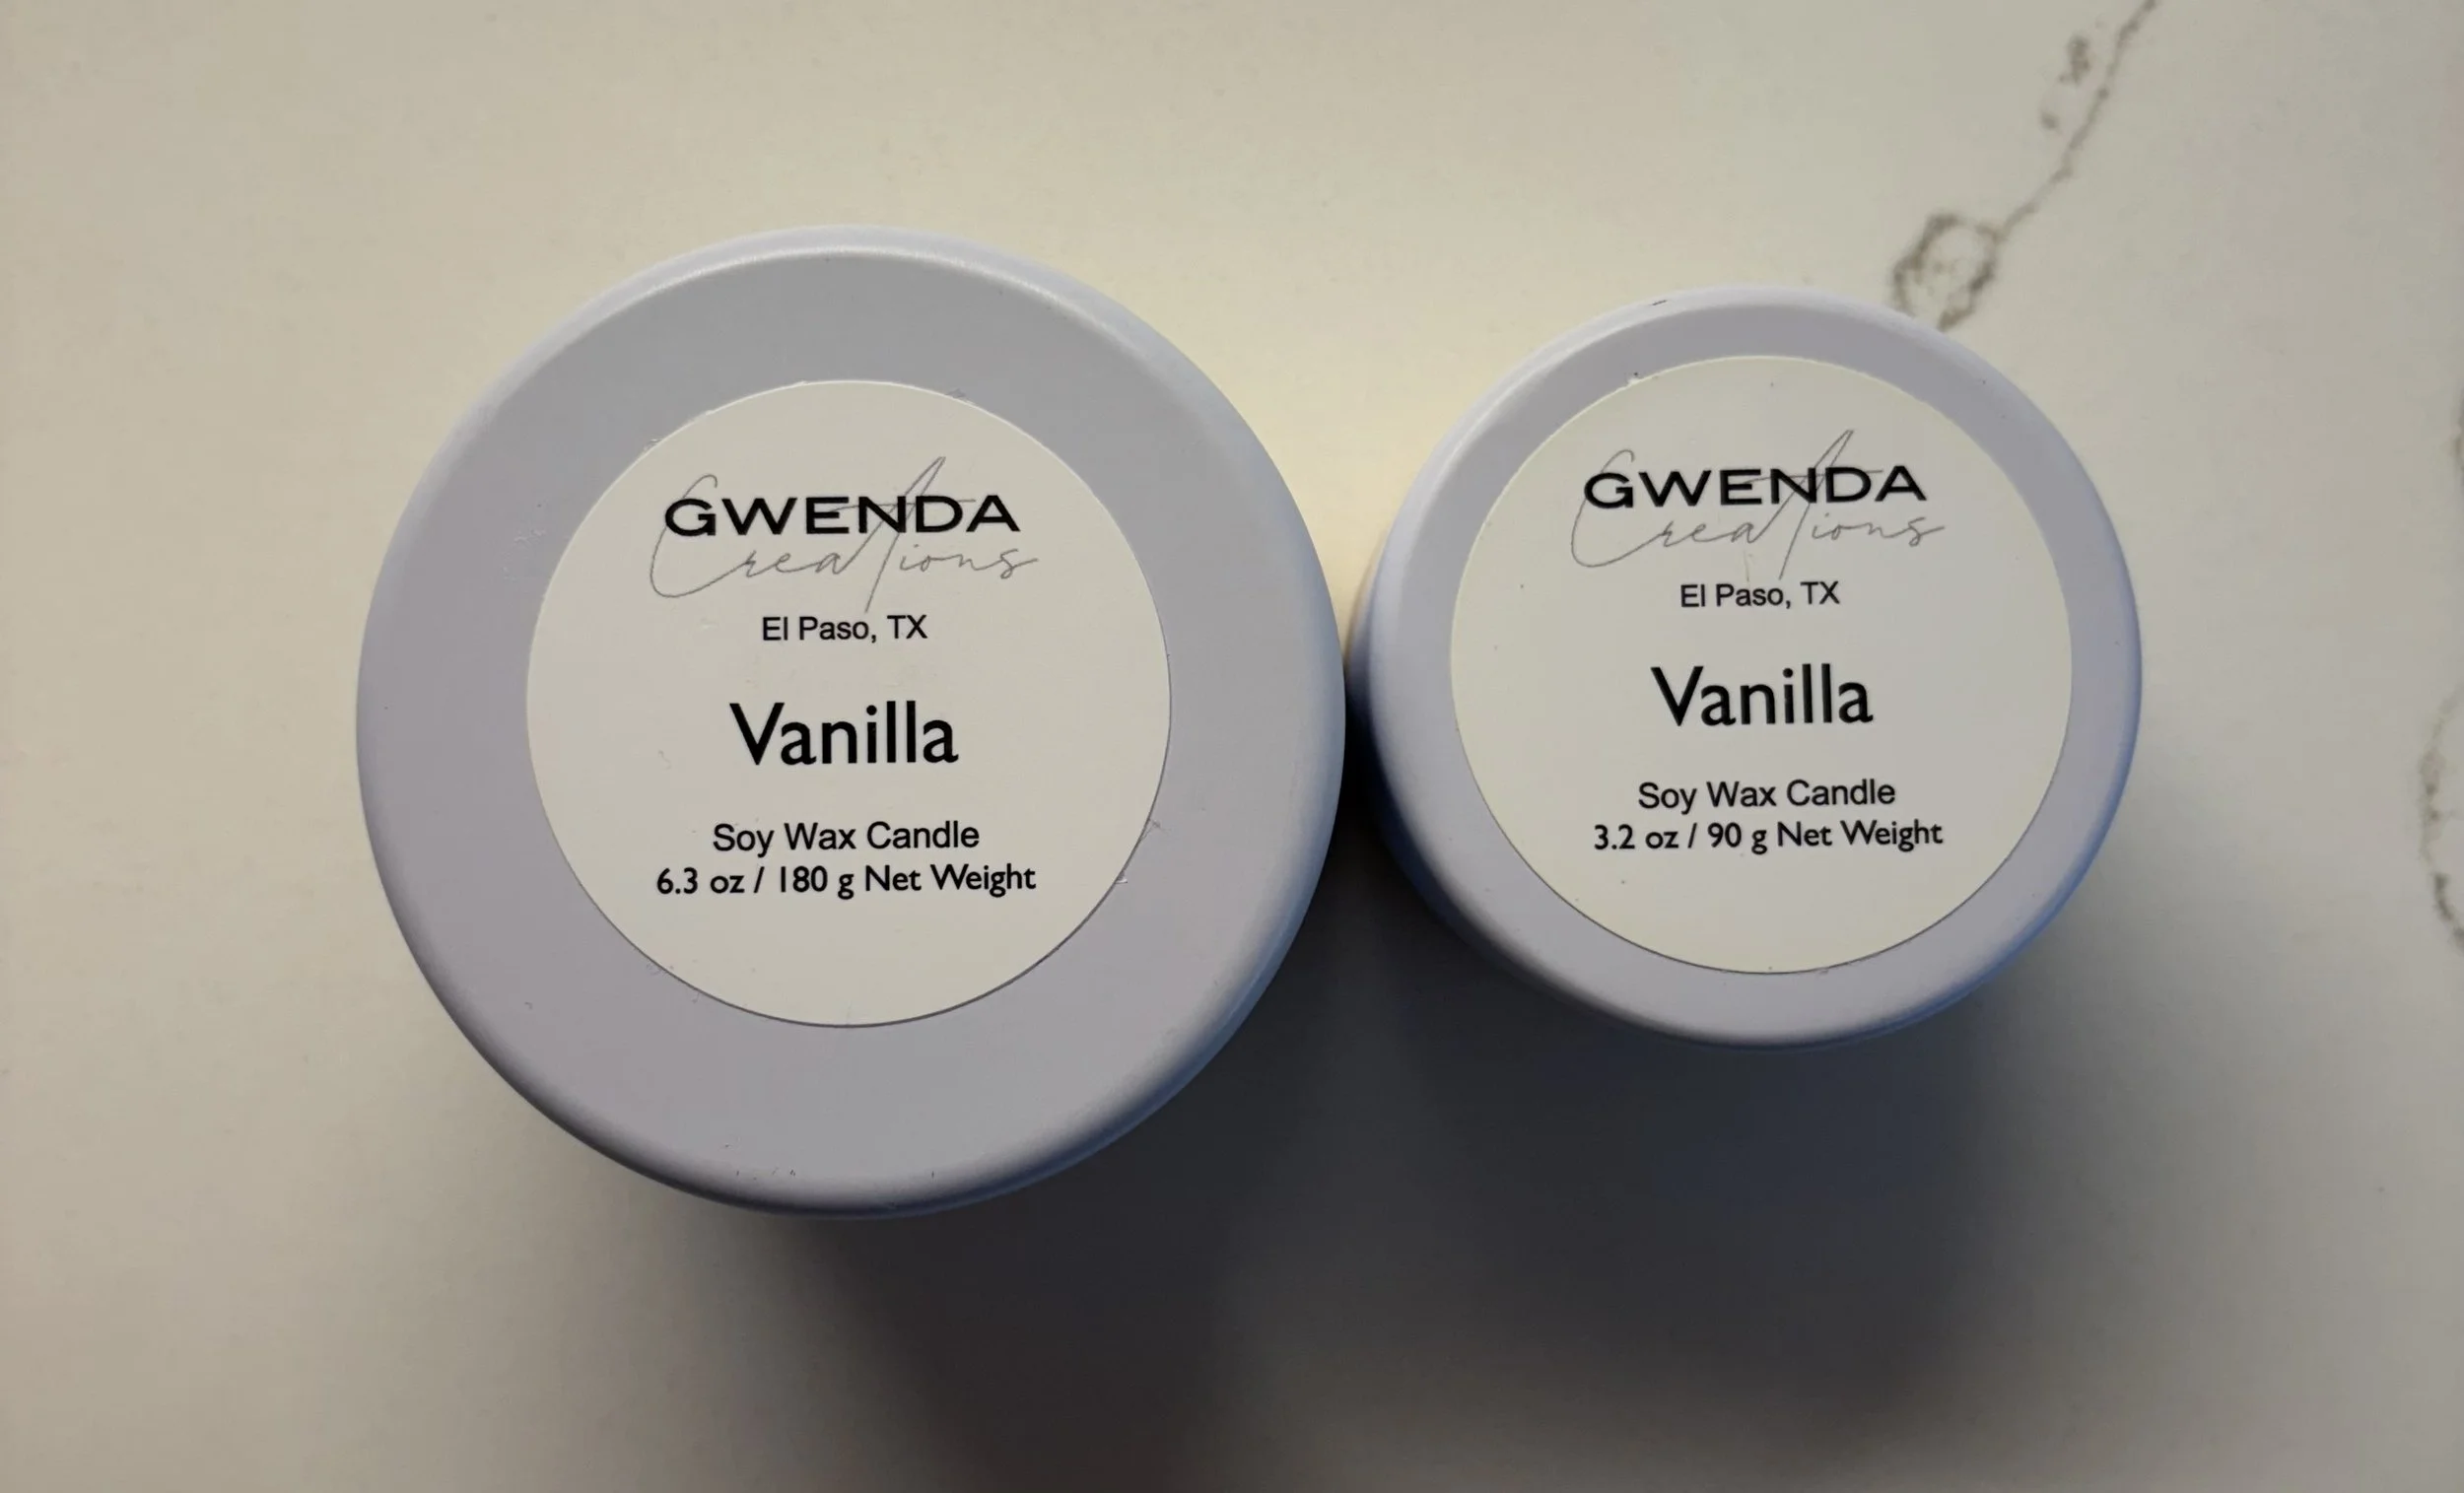 GWENDA
Creations
El Paso, TX
Vanilla
Soy Wax Candle
6.3 oz / 180 g Net Weight
GWENDA
Creations
El Paso, TX
Vanilla
Soy Wax Candle
3.2 oz / 90 g Net Weight